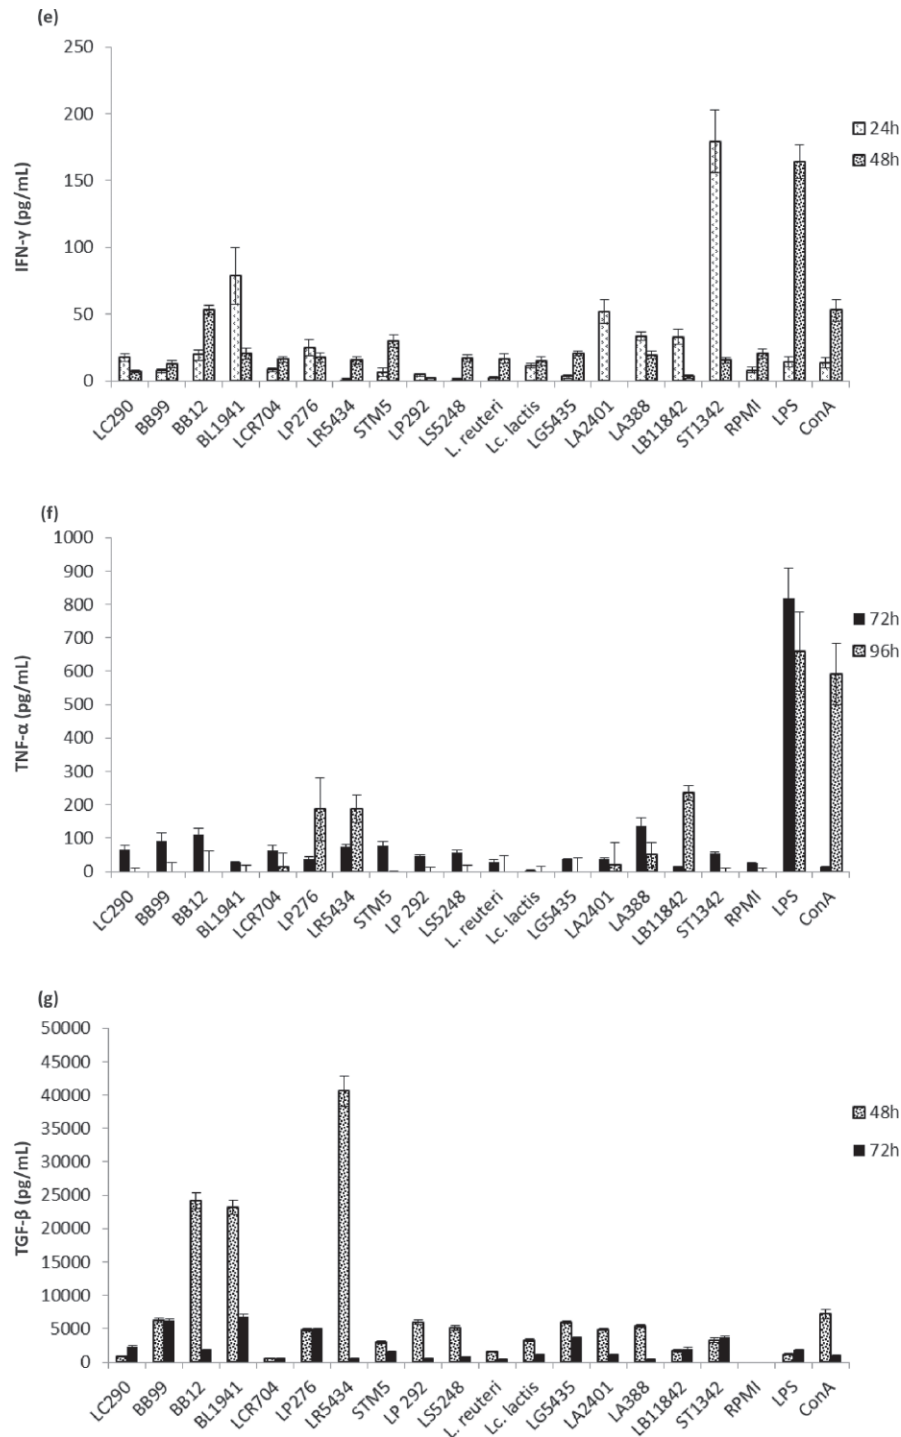 (e)
IFN-γ (pg/mL)
250
200
150
100
50
0
24h
48h
LC290
BB99
BB12
BL1941
LCR704
LP276
LR5434
STM5
LP292
LS5248
L. reuteri
Lc. lactis
LG5435
LA2401
LA388
LB11842
ST1342
RPMI
LPS
ConA
(f)
TNF-α (pg/mL)
1000
900
800
700
600
500
400
300
200
100
0
72h
96h
LC290
BB99
BB12
BL1941
LCR704
LP276
LR5434
STM5
LP 292
LS5248
L. reuteri
Lc. lactis
LG5435
LA2401
LA388
LB11842
ST1342
RPMI
LPS
ConA
(g)
TGF-β (pg/mL)
50000
45000
40000
35000
30000
25000
20000
15000
10000
5000
0
48h
72h
LC290
BB99
BB12
BL1941
LCR704
LP276
LR5434
STM5
LP 292
LS5248
L. reuteri
Lc. lactis
LG5435
LA2401
LA388
LB11842
ST1342
RPMI
LPS
ConA